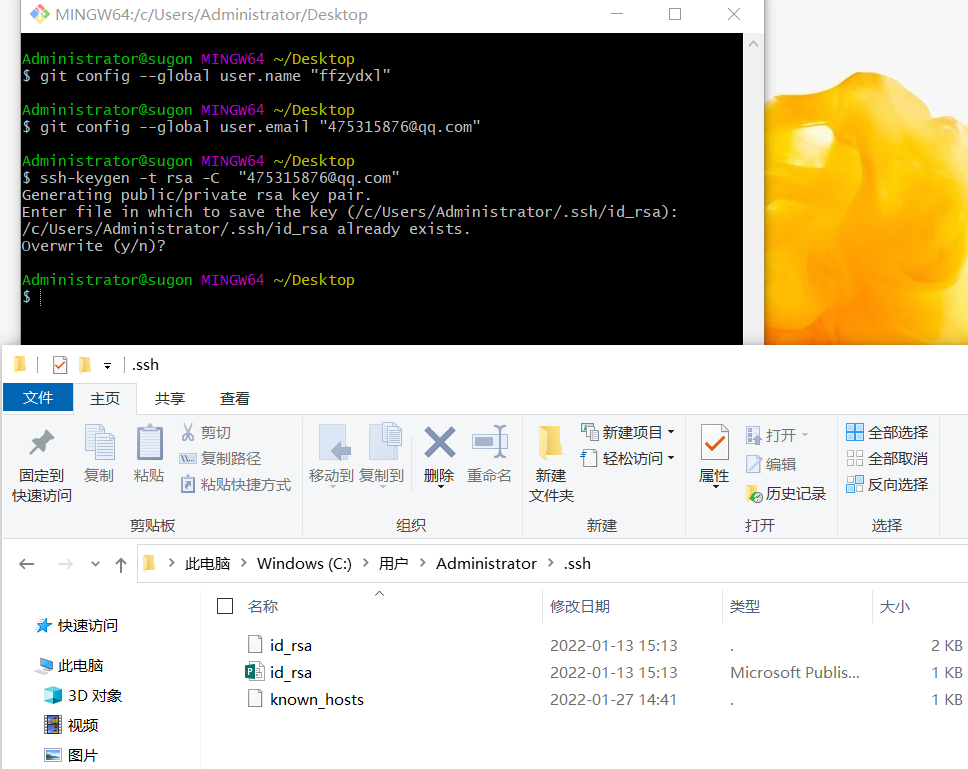 MINGW64:/c/Users/Administrator/Desktop
Administrator@sugon MINGW64 ~/Desktop
$ git config --global user.name "ffzydxl"
Administrator@sugon MINGW64 ~/Desktop
$ git config --global user.email "475315876@qq.com"
Administrator@sugon MINGW64 ~/Desktop
$ ssh-keygen -t rsa -C  "475315876@qq.com"
Generating public/private rsa key pair.
Enter file in which to save the key (/c/Users/Administrator/.ssh/id_rsa):
/c/Users/Administrator/.ssh/id_rsa already exists.
Overwrite (y/n)?
Administrator@sugon MINGW64 ~/Desktop
$
.ssh
文件 主页 共享 查看
固定到
快速访问
复制
粘贴
剪切
复制路径
粘贴快捷方式
剪贴板
移动到 复制到 删除 重命名
组织
新建
文件夹
新建项目
轻松访问
新建
属性
打开
编辑
历史记录
打开
全部选择
全部取消
反向选择
选择
此电脑 > Windows (C:) > 用户 > Administrator > .ssh
名称 修改日期 类型 大小
id_rsa 2022-01-13 15:13 . 2 KB
id_rsa 2022-01-13 15:13 Microsoft Publis... 1 KB
known_hosts 2022-01-27 14:41 . 1 KB
快速访问
此电脑
3D 对象
视频
图片